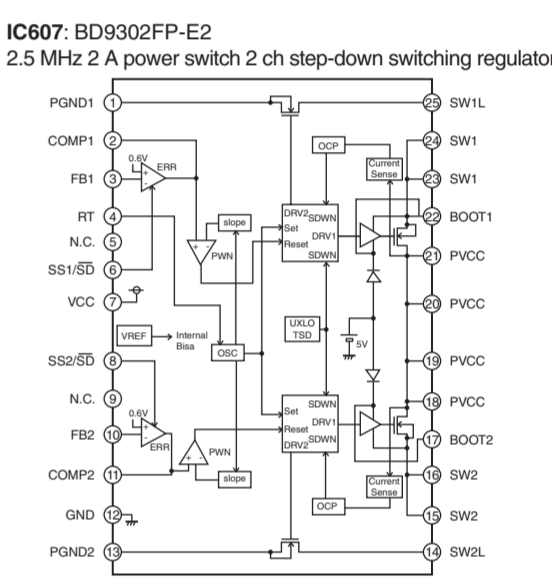 IC607: BD9302FP-E2
2.5 MHz 2 A power switch 2 ch step-down switching regulator
PGND1 1
25 SW1L
COMP1 2
OCP
24 SW1
0.6V
ERR
Current
Sense
FB1 3
23 SW1
RT 4
slope
DRV2
SDWN
Set
DRV1
Reset
SDWN
22 BOOT1
N.C. 5
PWN
21 PVCC
SS1/SD 6
VCC 7
20 PVCC
VREF
Internal
Bisa
OSC
UXLO
TSD
5V
SS2/SD 8
19 PVCC
N.C. 9
18 PVCC
0.6V
SDWN
Set
DRV1
Reset
SDWN
DRV2
FB2 10
ERR
PWN
17 BOOT2
COMP2 11
slope
Current
Sense
16 SW2
GND 12
OCP
15 SW2
PGND2 13
14 SW2L